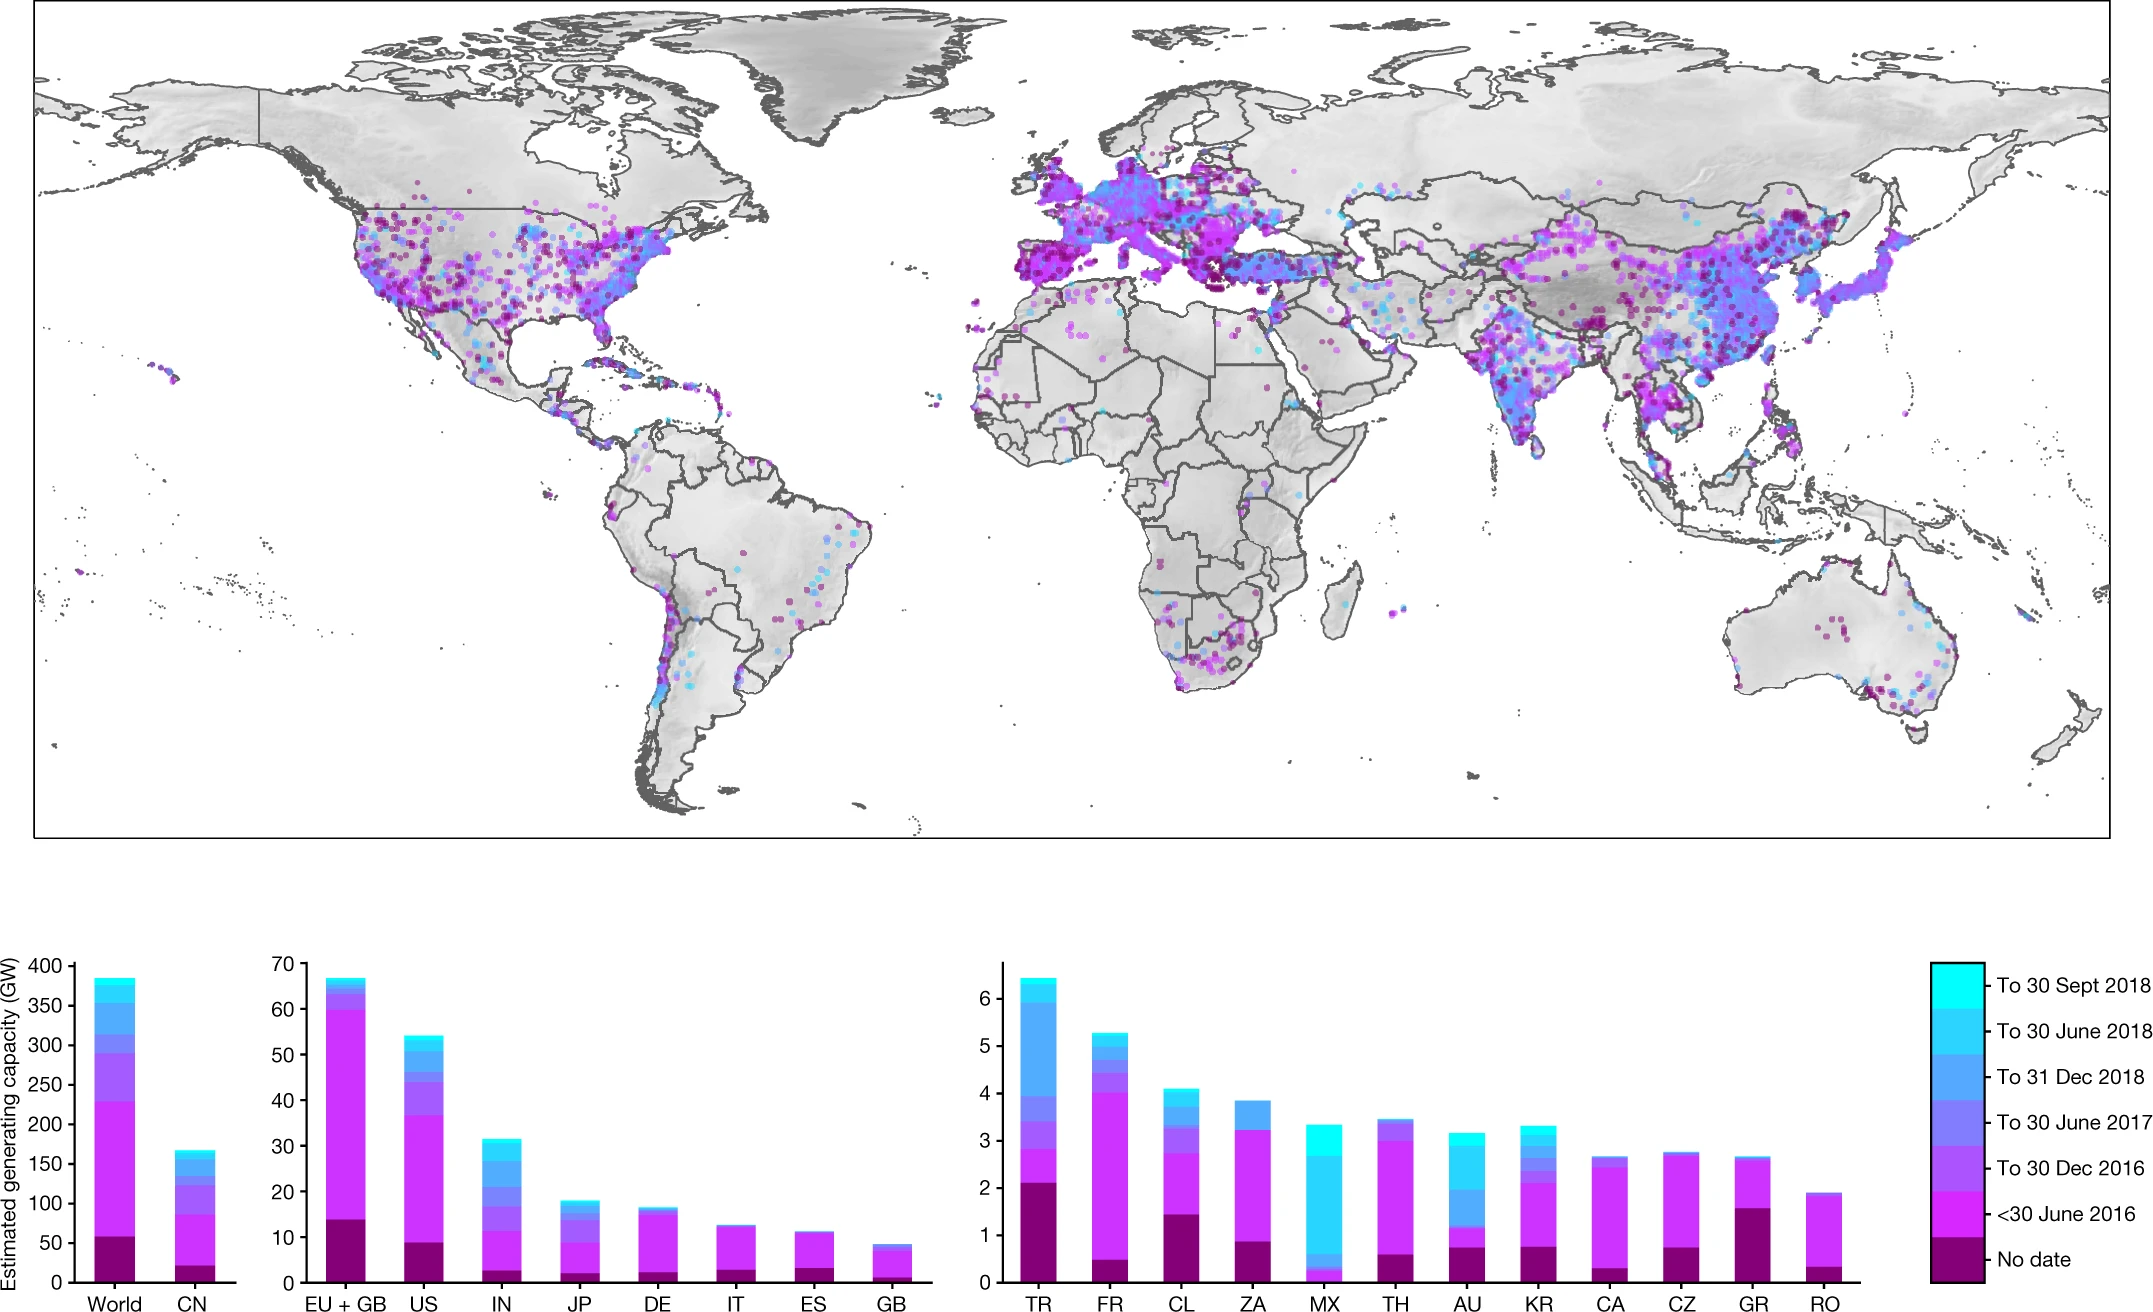 Estimated generating capacity (GW)
400
350
300
250
200
150
100
50
0
World CN
70
60
50
40
30
20
10
0
EU + GB US IN JP DE IT ES GB
6
5
4
3
2
1
0
TR FR CL ZA MX TH AU KR CA CZ GR RO
To 30 Sept 2018
To 30 June 2018
To 31 Dec 2018
To 30 June 2017
To 30 Dec 2016
<30 June 2016
No date